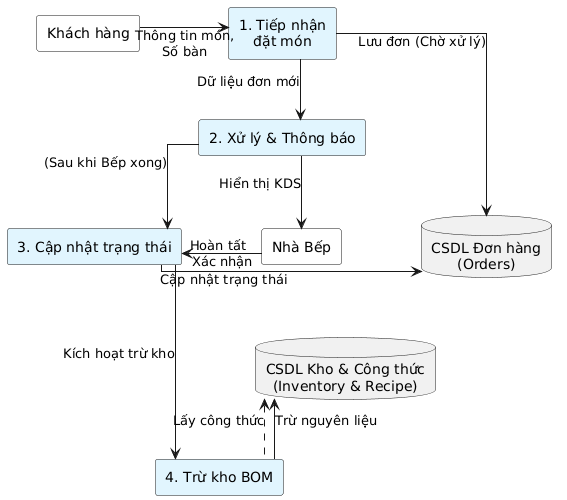 Khách hàng
Thông tin món,
Số bàn
1. Tiếp nhận
đặt món
Lưu đơn (Chờ xử lý)
Dữ liệu đơn mới
2. Xử lý & Thông báo
(Sau khi Bếp xong)
Hiển thị KDS
3. Cập nhật trạng thái
Hoàn tất
Xác nhận
Nhà Bếp
CSDL Đơn hàng
(Orders)
Cập nhật trạng thái
Kích hoạt trừ kho
CSDL Kho & Công thức
(Inventory & Recipe)
Lấy công thức
Trừ nguyên liệu
4. Trừ kho BOM